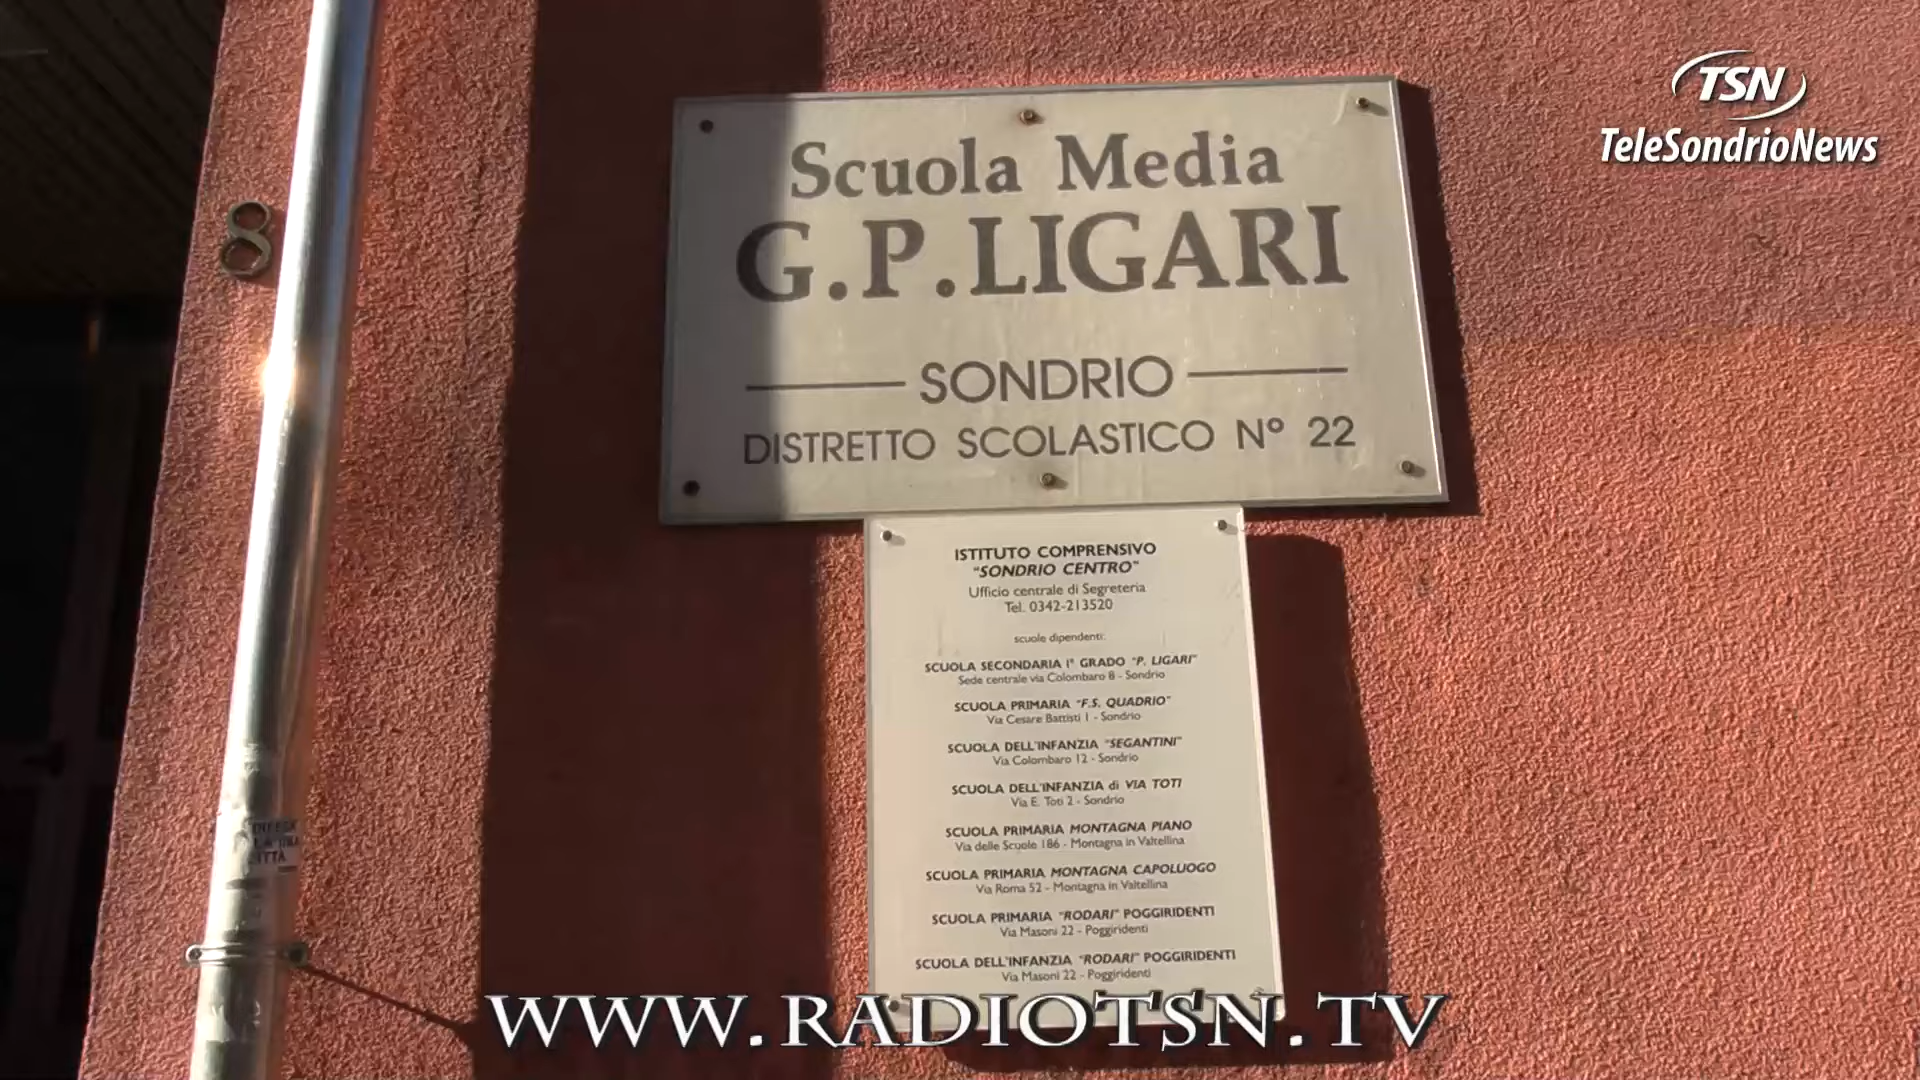 TSN
TeleSondrioNews
8
Scuola Media
G.P.LIGARI
SONDRIO
DISTRETTO SCOLASTICO N° 22
ISTITUTO COMPRENSIVO
"SONDRIO CENTRO"
Ufficio centrale di Segreteria
Tel. 0342-213520
scuole dipendenti:
SCUOLA SECONDARIA I° GRADO "P. LIGARI"
Sede centrale via Colombaro 8 - Sondrio
SCUOLA PRIMARIA "F.S. QUADRIO"
Via Cesare Battisti 1 - Sondrio
SCUOLA DELL'INFANZIA "SEGANTINI"
Via Colombaro 12 - Sondrio
SCUOLA DELL'INFANZIA di VIA TOTI
Via E. Toti 2 - Sondrio
SCUOLA PRIMARIA MONTAGNA PIANO
Via delle Scuole 186 - Montagna in Valtellina
SCUOLA PRIMARIA MONTAGNA CAPOLUOGO
Via Roma 52 - Montagna in Valtellina
SCUOLA PRIMARIA "RODARI" POGGIRIDENTI
Via Masoni 22 - Poggiridenti
SCUOLA DELL'INFANZIA "RODARI" POGGIRIDENTI
Via Masoni 22 - Poggiridenti
WWW.RADIOTSN.TV